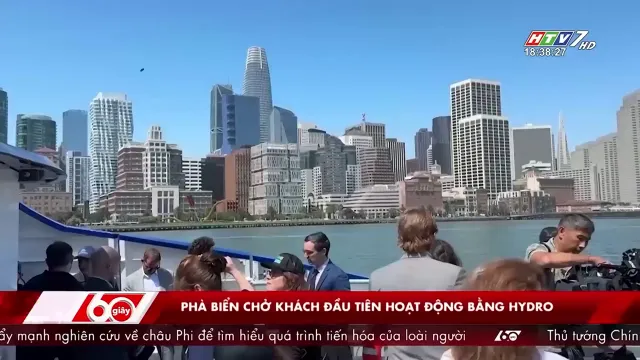 HTV7 HD
18:38:27
60 giây
PHÀ BIỂN CHỞ KHÁCH ĐẦU TIÊN HOẠT ĐỘNG BẰNG HYDRO
ẩy mạnh nghiên cứu về châu Phi để tìm hiểu quá trình tiến hóa của loài người 60 Thủ tướng Chín